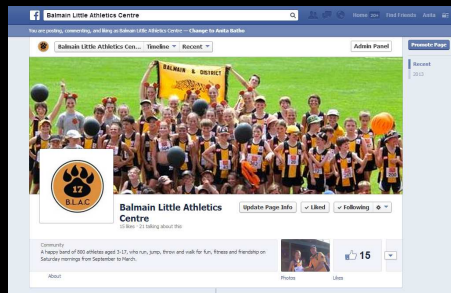 Balmain Little Athletics Centre
Home 20+ Find Friends Anita
You are posting, commenting, and liking as Balmain Little Athletics Centre — Change to Anita
Balmain Little Athletics Cen... Timeline Recent Admin Panel Promote Page
Recent
2012
BALMAIN & DISTRICT
17
B.L.A.C
Balmain Little Athletics
Centre
15 likes · 21 talking about this
Update Page Info Liked Following
Community
A happy band of 800 athletes aged 3-17, who run, jump, throw and walk for fun, fitness and friendship on
Saturday mornings from September to March.
About
Photos
15
Likes